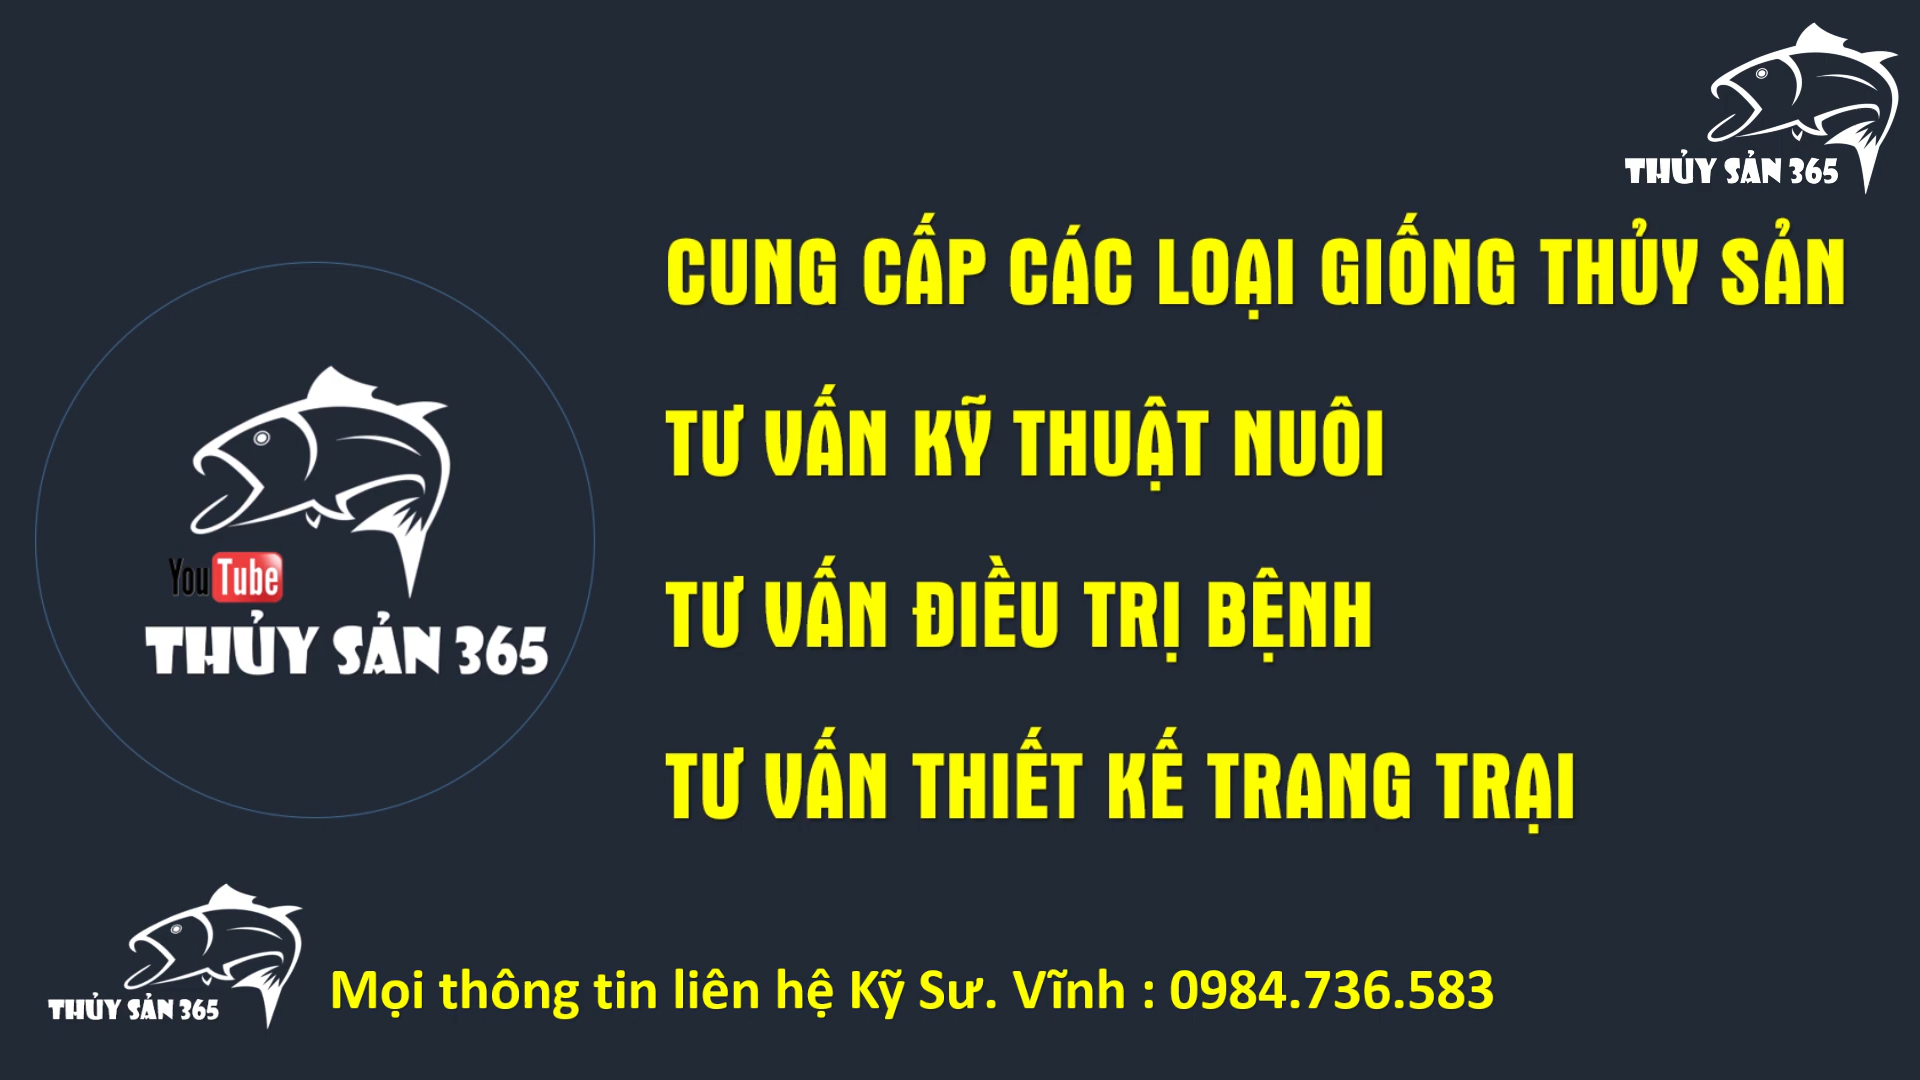 THỦY SẢN 365
CUNG CẤP CÁC LOẠI GIỐNG THỦY SẢN
TƯ VẤN KỸ THUẬT NUÔI
TƯ VẤN ĐIỀU TRỊ BỆNH
TƯ VẤN THIẾT KẾ TRANG TRẠI
YouTube
THỦY SẢN 365
THỦY SẢN 365
Mọi thông tin liên hệ Kỹ Sư. Vĩnh : 0984.736.583